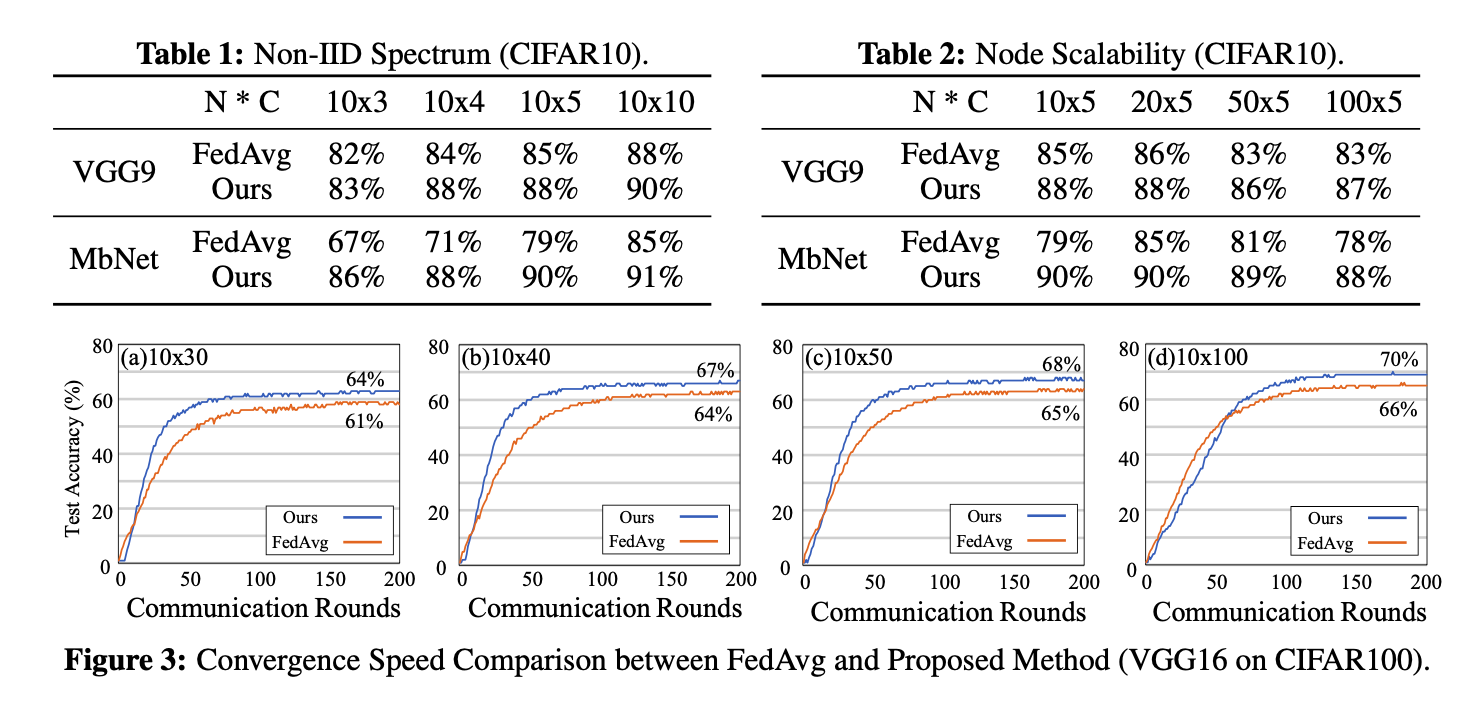 Table 1: Non-IID Spectrum (CIFAR10).
N * C 10x3 10x4 10x5 10x10
VGG9
FedAvg 82% 84% 85% 88%
Ours 83% 88% 88% 90%
MbNet
FedAvg 67% 71% 79% 85%
Ours 86% 88% 90% 91%
Table 2: Node Scalability (CIFAR10).
N * C 10x5 20x5 50x5 100x5
VGG9
FedAvg 85% 86% 83% 83%
Ours 88% 88% 86% 87%
MbNet
FedAvg 79% 85% 81% 78%
Ours 90% 90% 89% 88%
Test Accuracy (%)
80
60
40
20
0
(a)10x30
64%
61%
Ours
FedAvg
0 50 100 150 200
Communication Rounds
80
60
40
20
0
(b)10x40
67%
64%
Ours
FedAvg
0 50 100 150 200
Communication Rounds
80
60
40
20
0
(c)10x50
68%
65%
Ours
FedAvg
0 50 100 150 200
Communication Rounds
80
60
40
20
0
(d)10x100
70%
66%
Ours
FedAvg
0 50 100 150 200
Communication Rounds
Figure 3: Convergence Speed Comparison between FedAvg and Proposed Method (VGG16 on CIFAR100).